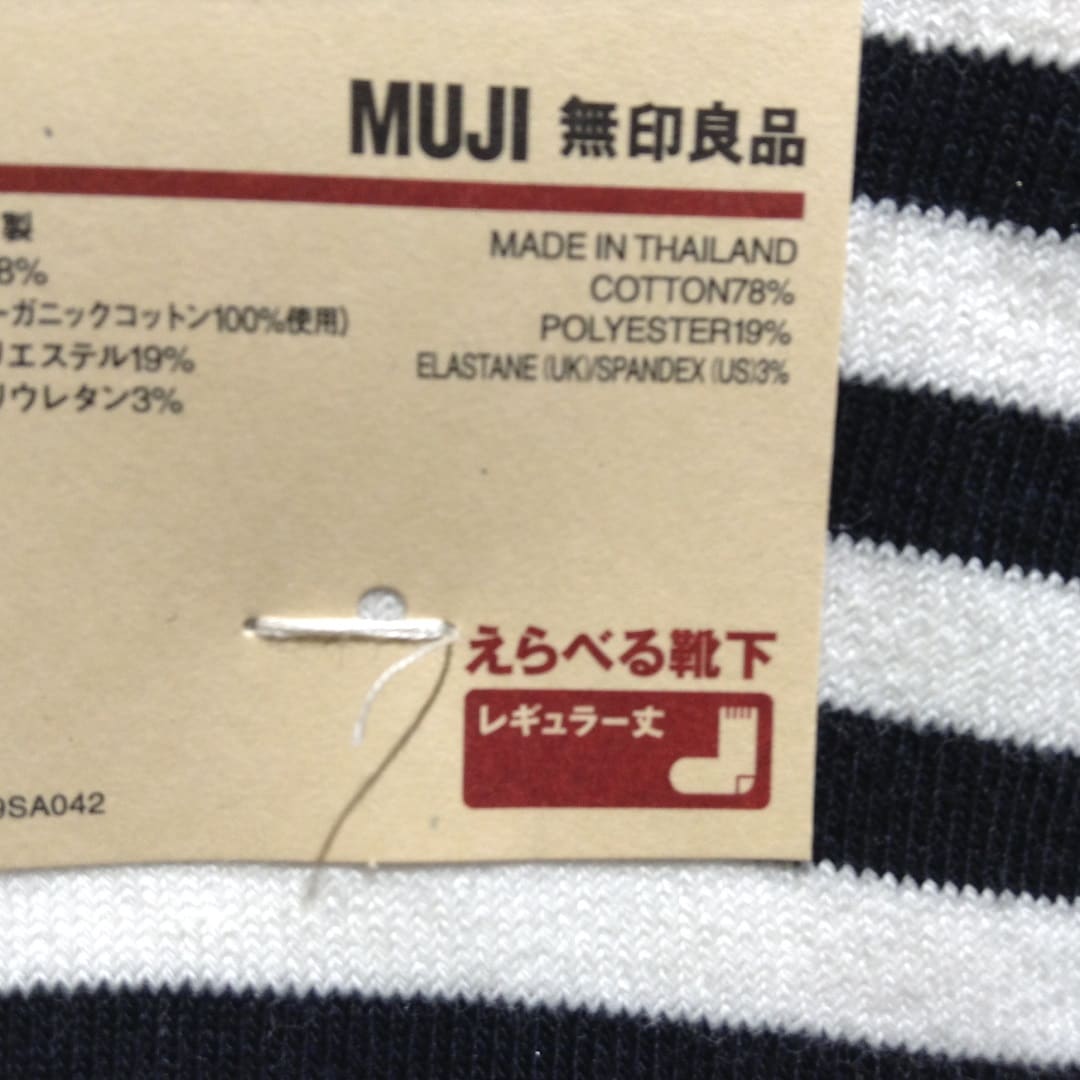 MUJI 無印良品
製
8%
ーガニックコットン100%使用)
リエステル19%
リウレタン3%
MADE IN THAILAND
COTTON78%
POLYESTER19%
ELASTANE (UK)/SPANDEX (US)3%
えらべる靴下
レギュラー丈
9SA042